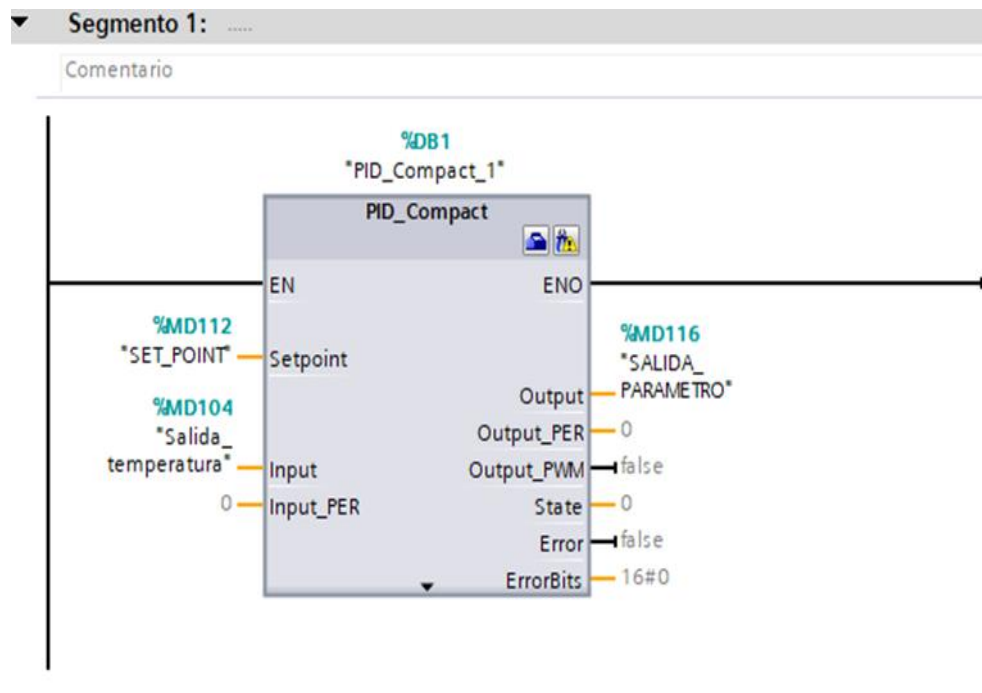 Segmento 1: .....
Comentario
%DB1
"PID_Compact_1"
PID_Compact
EN
ENO
%MD112
"SET_POINT"
Setpoint
%MD116
"SALIDA_
PARAMETRO"
Output
%MD104
"Salida_
temperatura"
Input
Output_PER
0
Output_PWM
false
0
Input_PER
State
0
Error
false
ErrorBits
16#0